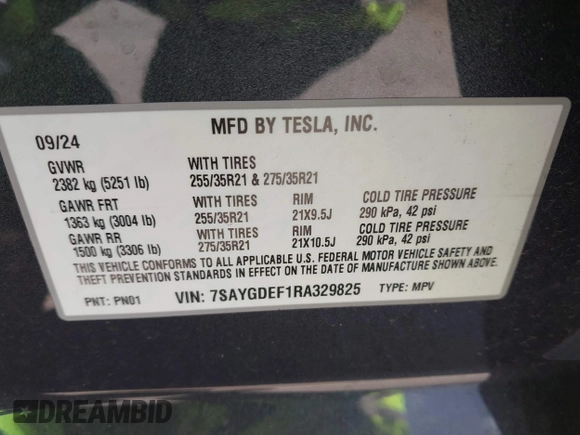 MFD BY TESLA, INC.
09/24
GVWR WITH TIRES
2382 kg (5251 lb) 255/35R21 & 275/35R21
GAWR FRT WITH TIRES RIM COLD TIRE PRESSURE
1363 kg (3004 lb) 255/35R21 21X9.5J 290 kPa, 42 psi
GAWR RR WITH TIRES RIM COLD TIRE PRESSURE
1500 kg (3306 lb) 275/35R21 21X10.5J 290 kPa, 42 psi
THIS VEHICLE CONFORMS TO ALL APPLICABLE U.S. FEDERAL MOTOR VEHICLE SAFETY AND
THEFT PREVENTION STANDARDS IN EFFECT ON THE DATE OF MANUFACTURE SHOWN ABOVE.
PNT: PN01 VIN: 7SAYGDEF1RA329825 TYPE: MPV
DREAMBID